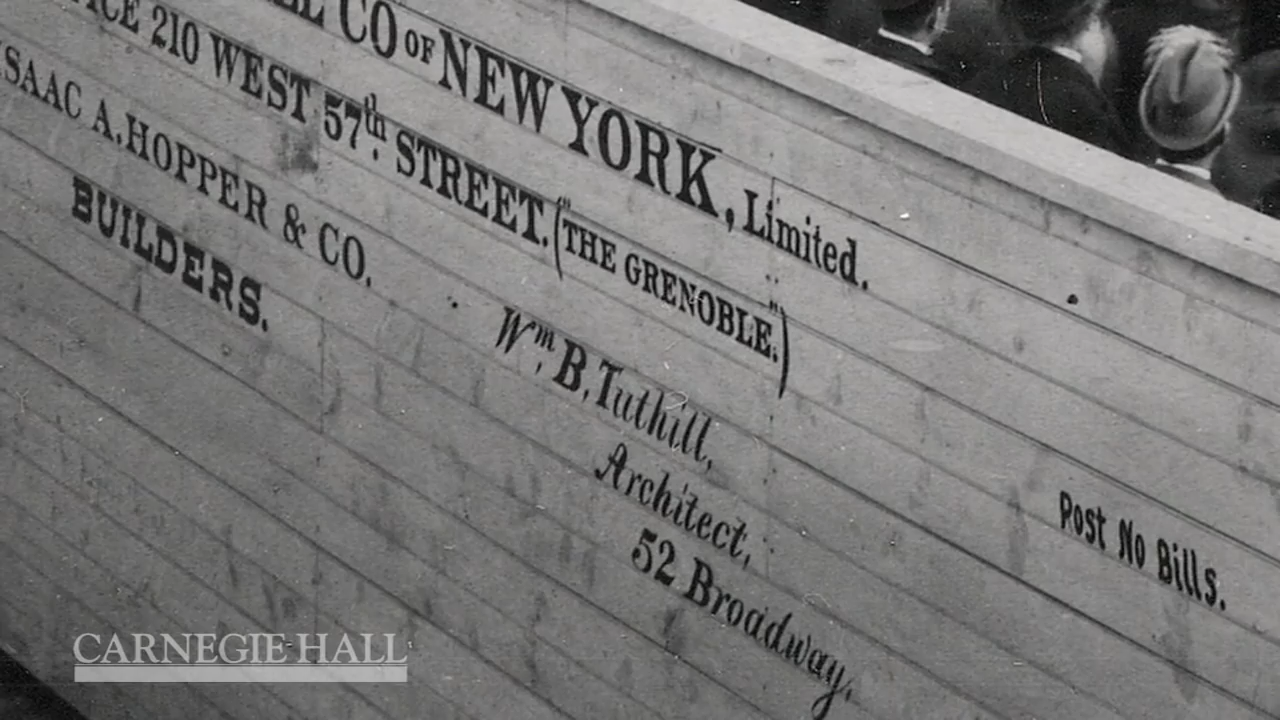 CO OF NEW YORK, Limited.
210 WEST 57th. STREET. ("THE GRENOBLE.")
ISAAC A. HOPPER & CO.
BUILDERS.
Wm. B. Tuthill,
Architect,
52 Broadway.
Post No Bills.
CARNEGIE HALL